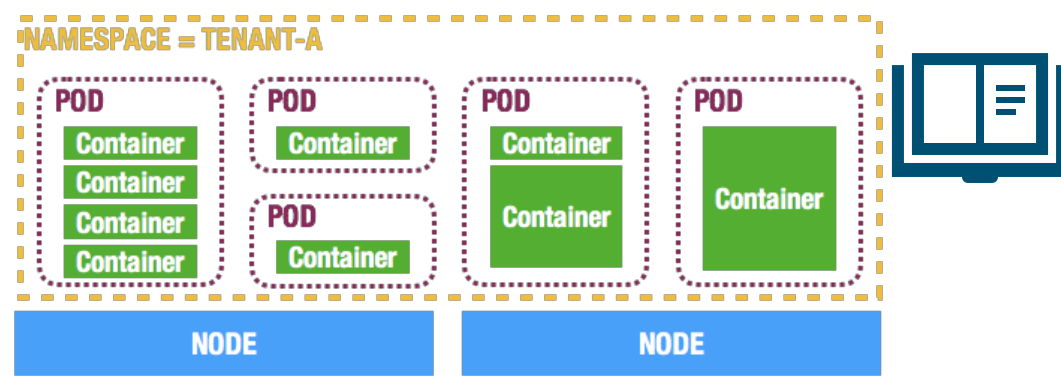 NAMESPACE = TENANT-A
POD
Container
Container
Container
Container
POD
Container
POD
Container
POD
Container
Container
POD
Container
NODE
NODE